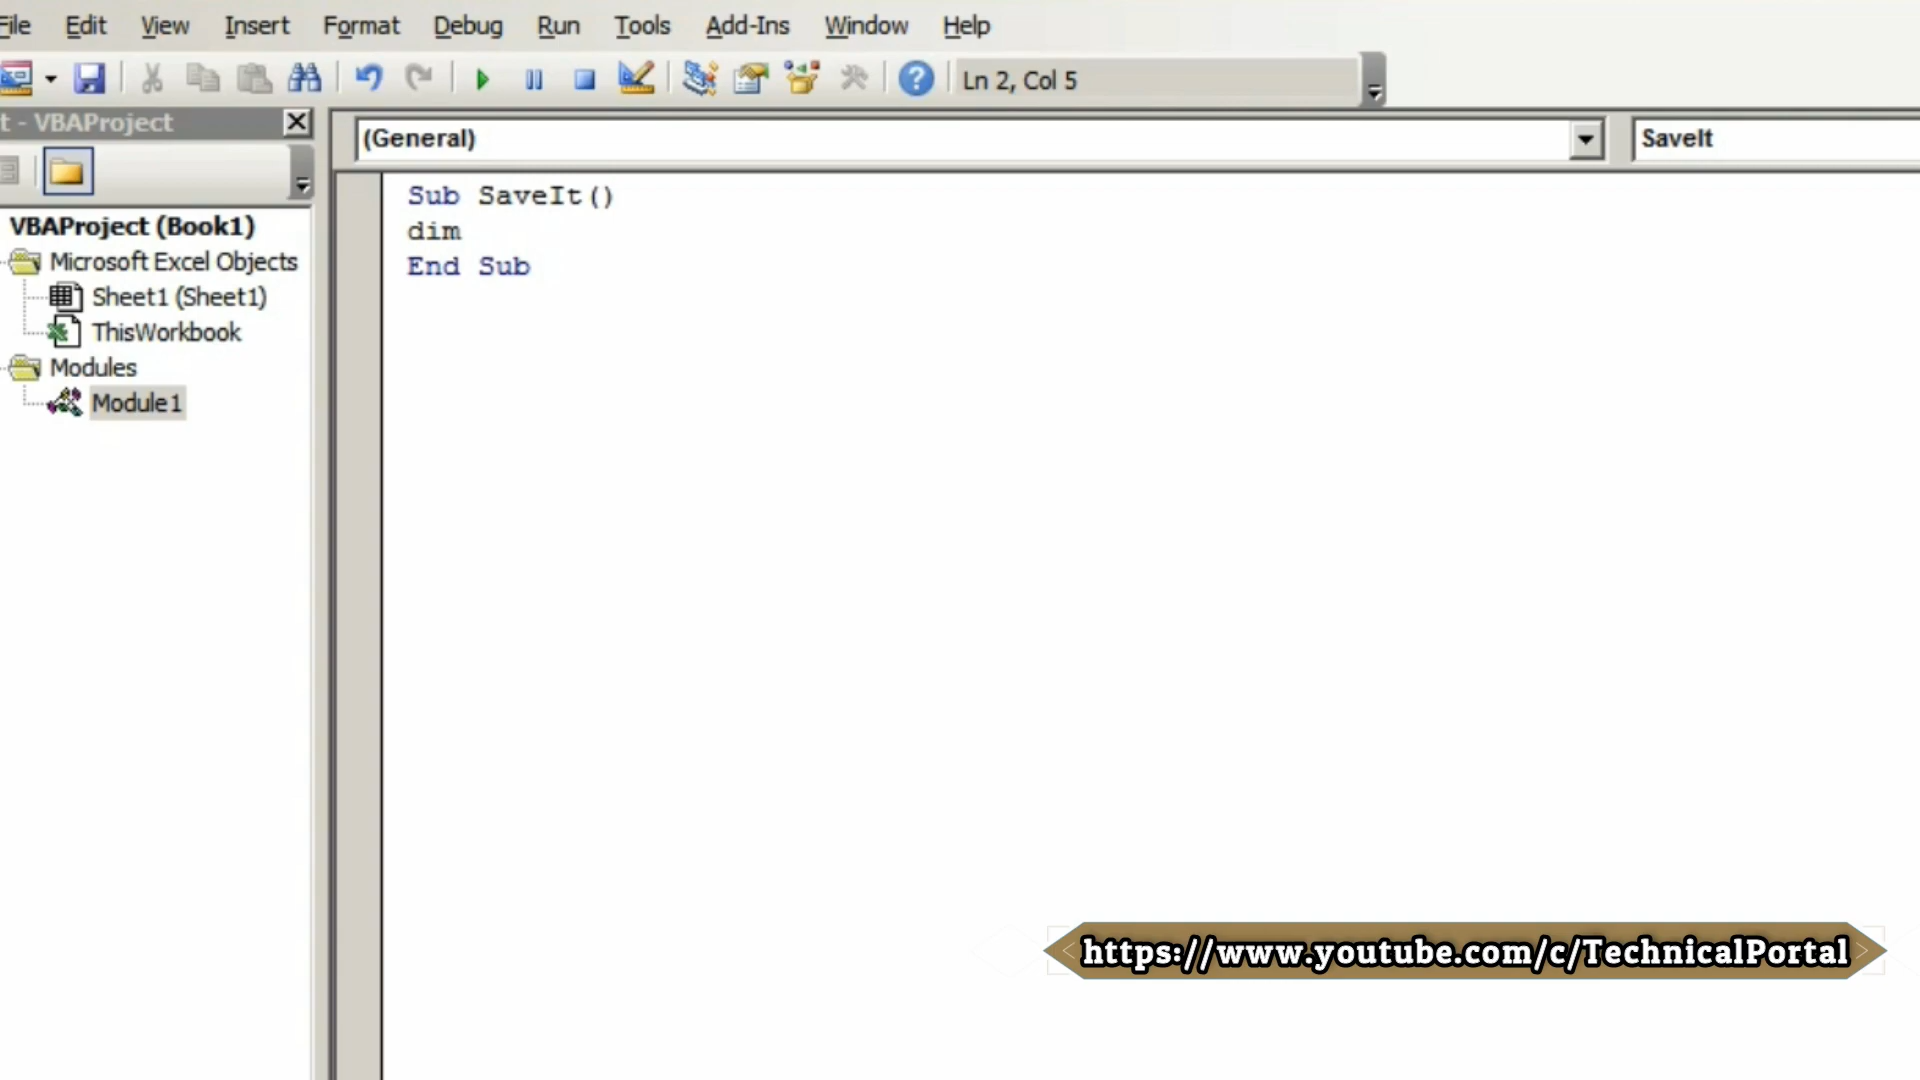 File Edit View Insert Format Debug Run Tools Add-Ins Window Help
Ln 2, Col 5
t - VBAProject
(General)
SaveIt
VBAProject (Book1)
Microsoft Excel Objects
Sheet1 (Sheet1)
ThisWorkbook
Modules
Module1
Sub SaveIt()
dim
End Sub
https://www.youtube.com/c/TechnicalPortal